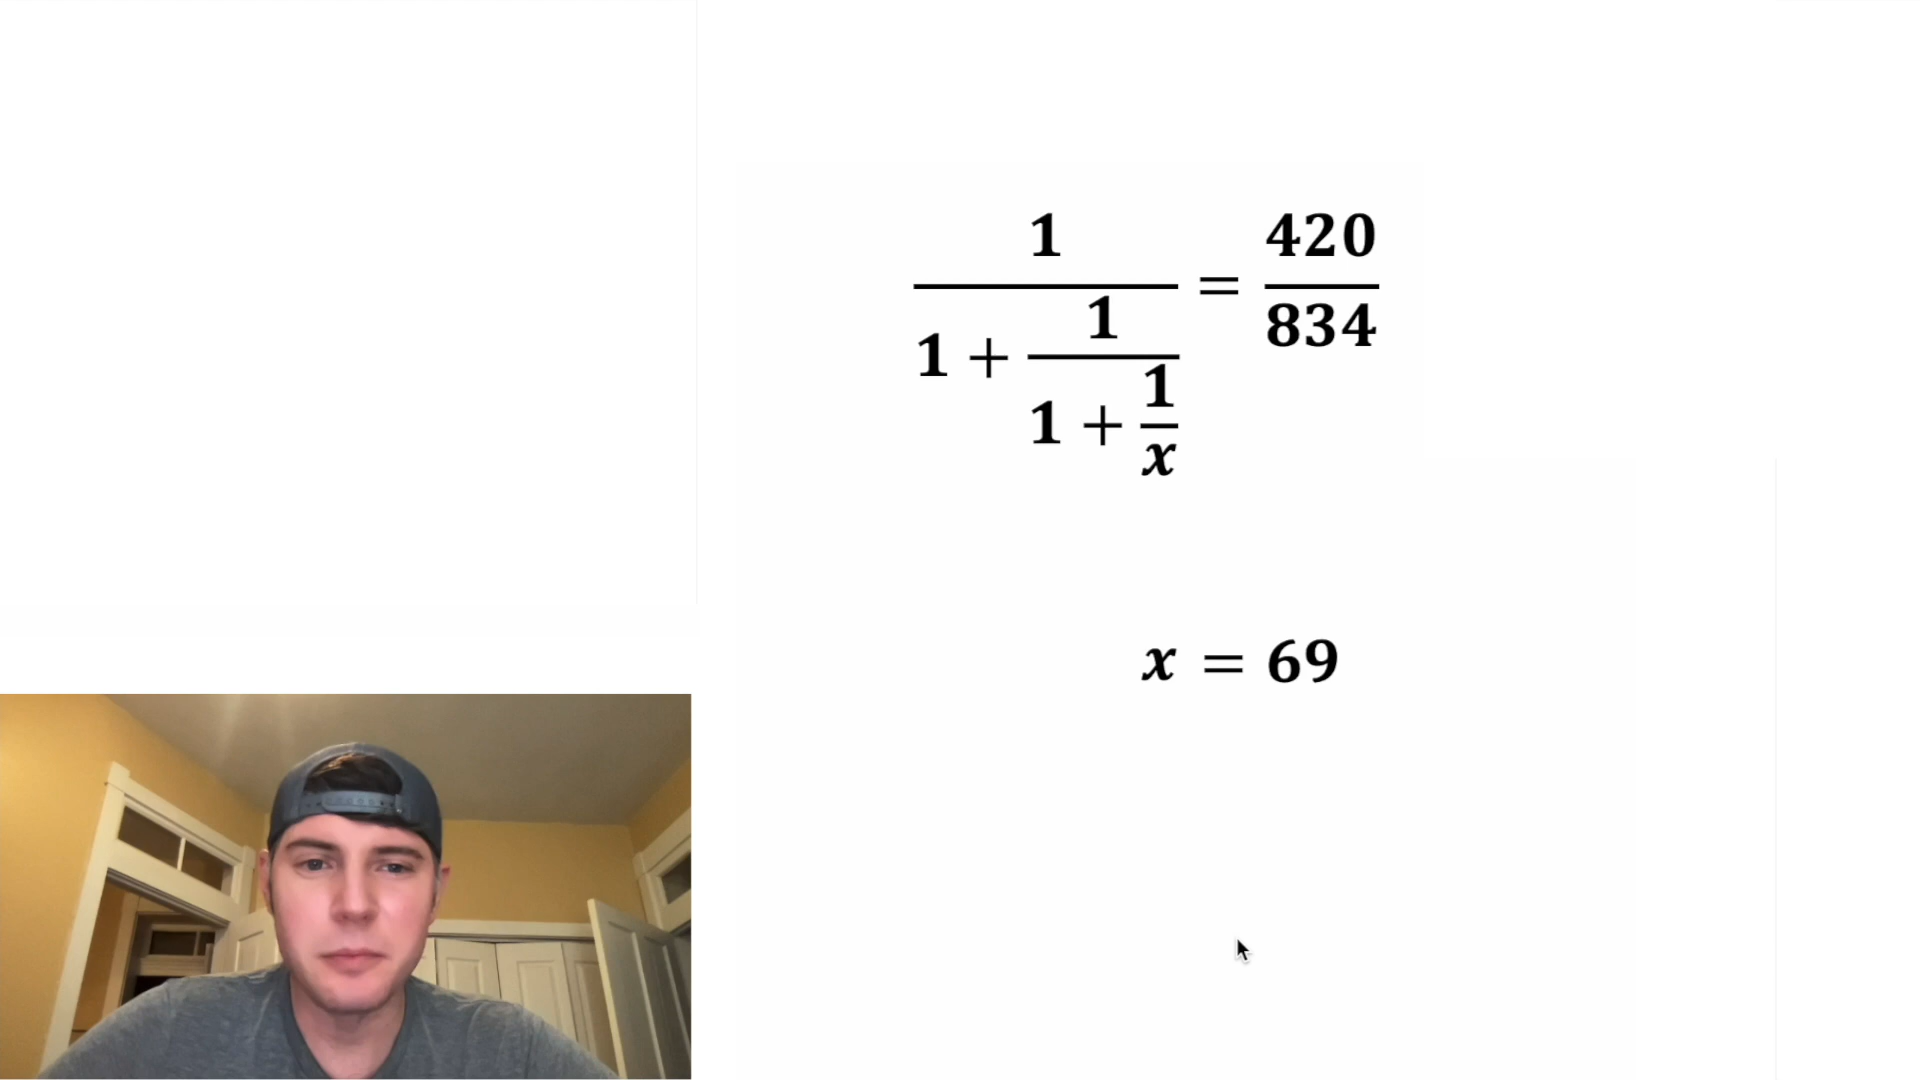 1
1 + 1
1 + 1
x
= 420
834
x = 69